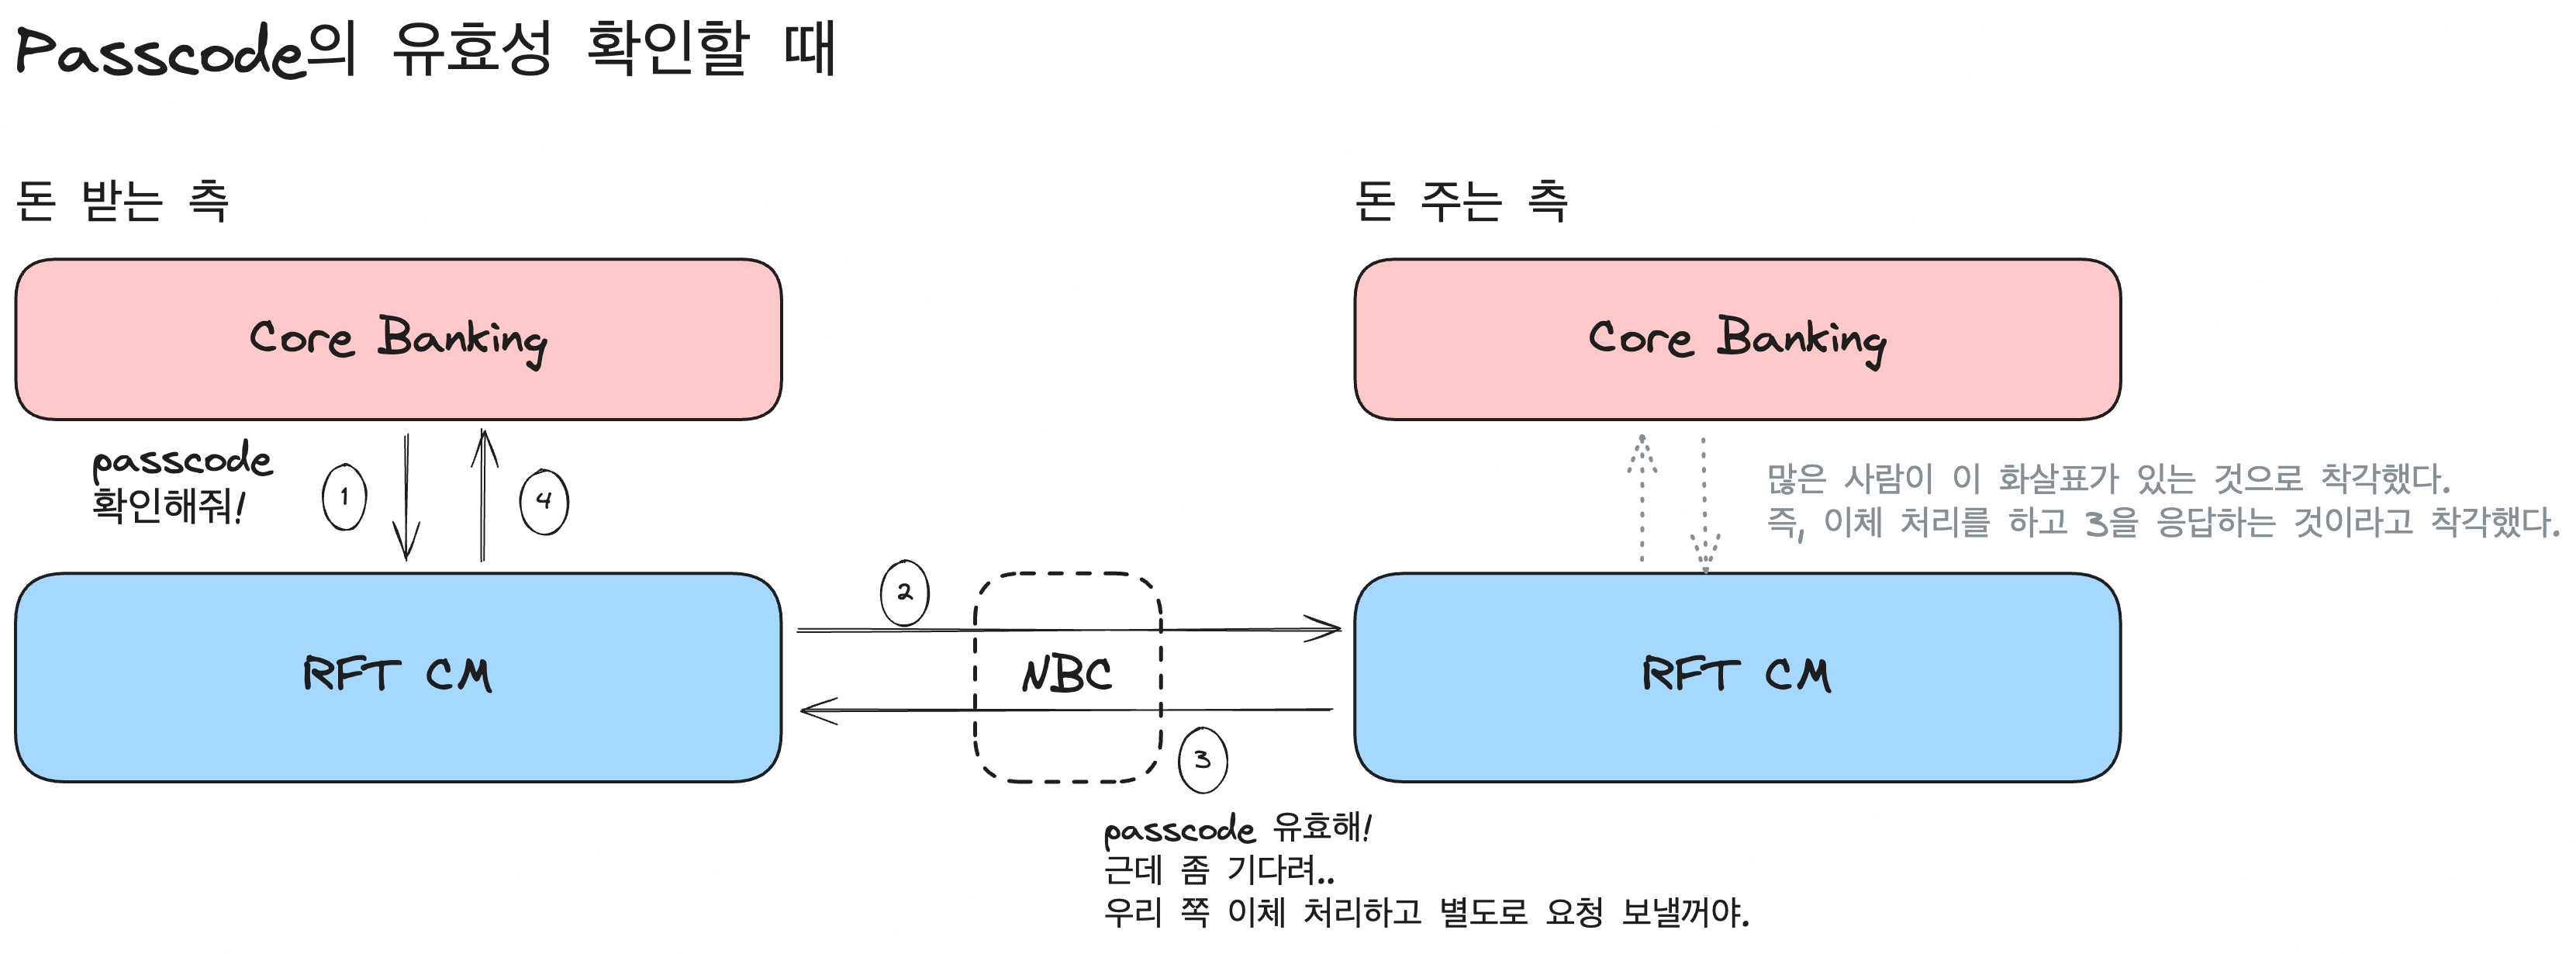 Passcode의 유효성 확인할 때
돈 받는 측
돈 주는 측
Core Banking
Core Banking
passcode
확인해줘!
1
4
많은 사람이 이 화살표가 있는 것으로 착각했다.
즉, 이체 처리를 하고 3을 응답하는 것이라고 착각했다.
2
RFT CM
NBC
RFT CM
3
passcode 유효해!
근데 좀 기다려..
우리 쪽 이체 처리하고 별도로 요청 보낼꺼야.